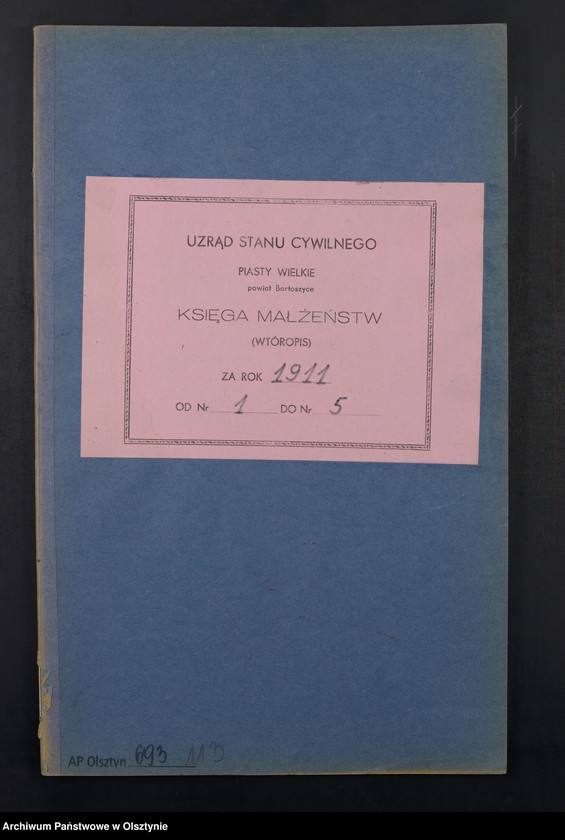 UZRĄD STANU CYWILNEGO
PIASTY WIELKIE
powiat Bartoszyce
KSIĘGA MAŁŻEŃSTW
(WTÓROPIS)
ZA ROK 1911
OD Nr 1 DO Nr 5
AP Olsztyn 693 113
Archiwum Państwowe w Olsztynie